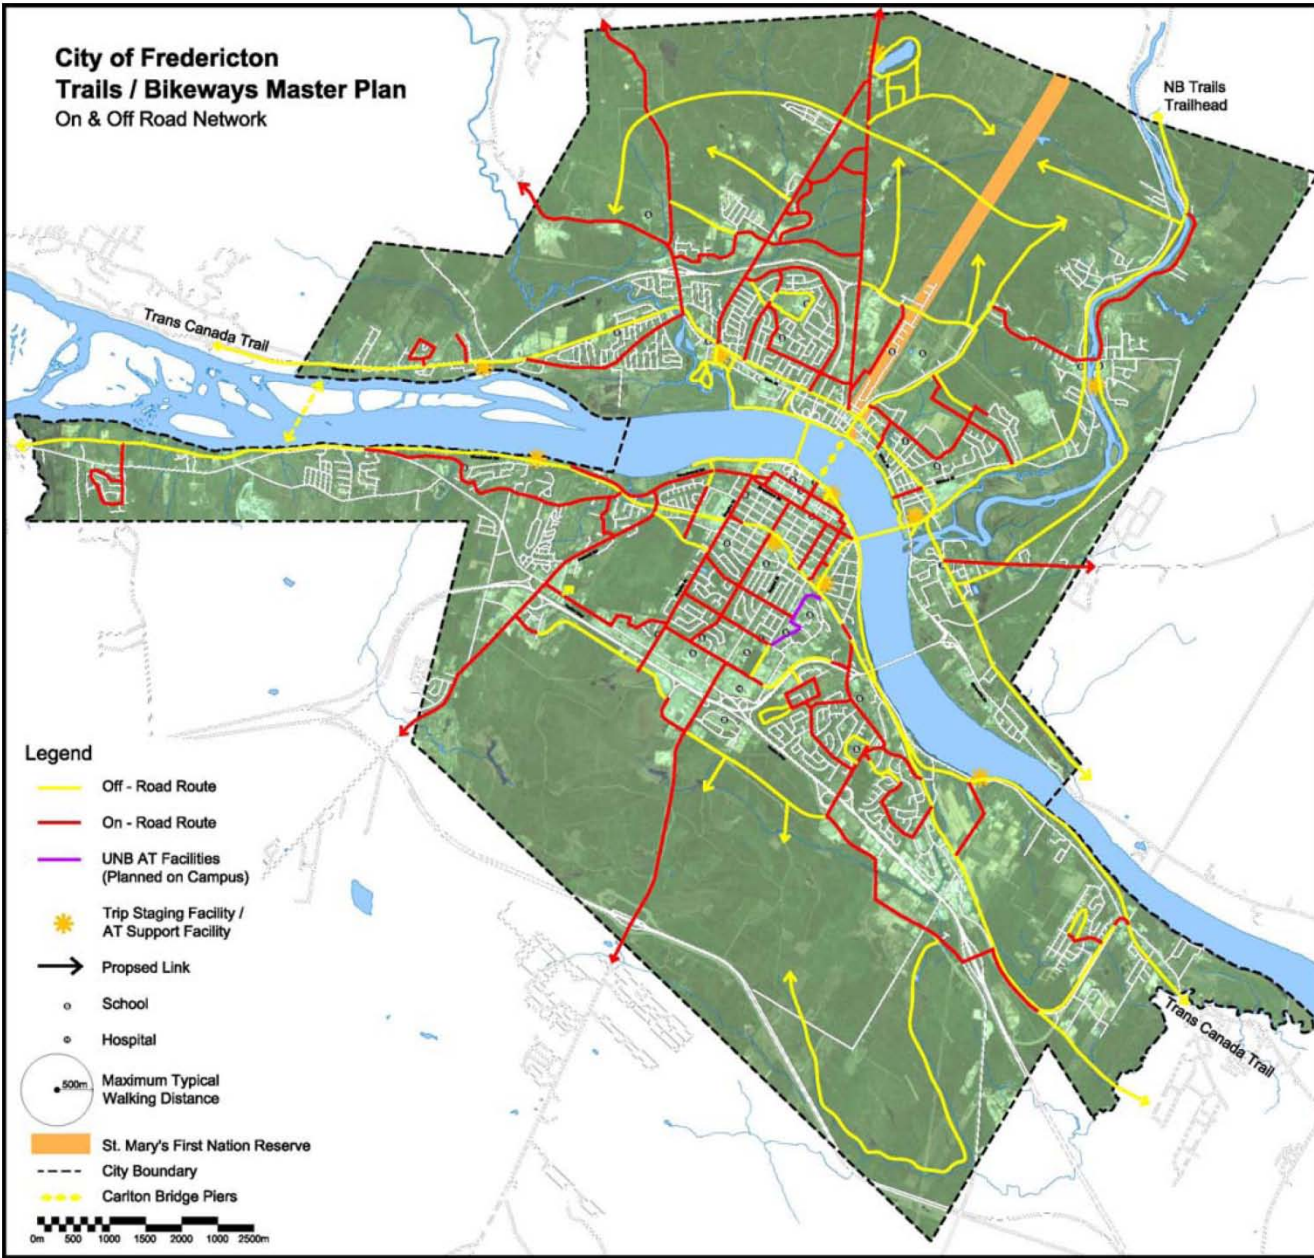 City of Fredericton
Trails / Bikeways Master Plan
On & Off Road Network
NB Trails
Trailhead
Trans Canada Trail
Legend
Off - Road Route
On - Road Route
UNB AT Facilities
(Planned on Campus)
Trip Staging Facility /
AT Support Facility
Propsed Link
School
Hospital
500m
Maximum Typical
Walking Distance
St. Mary's First Nation Reserve
City Boundary
Carlton Bridge Piers
0m 500 1000 1500 2000 1000 2500m
Trans Canada Trail